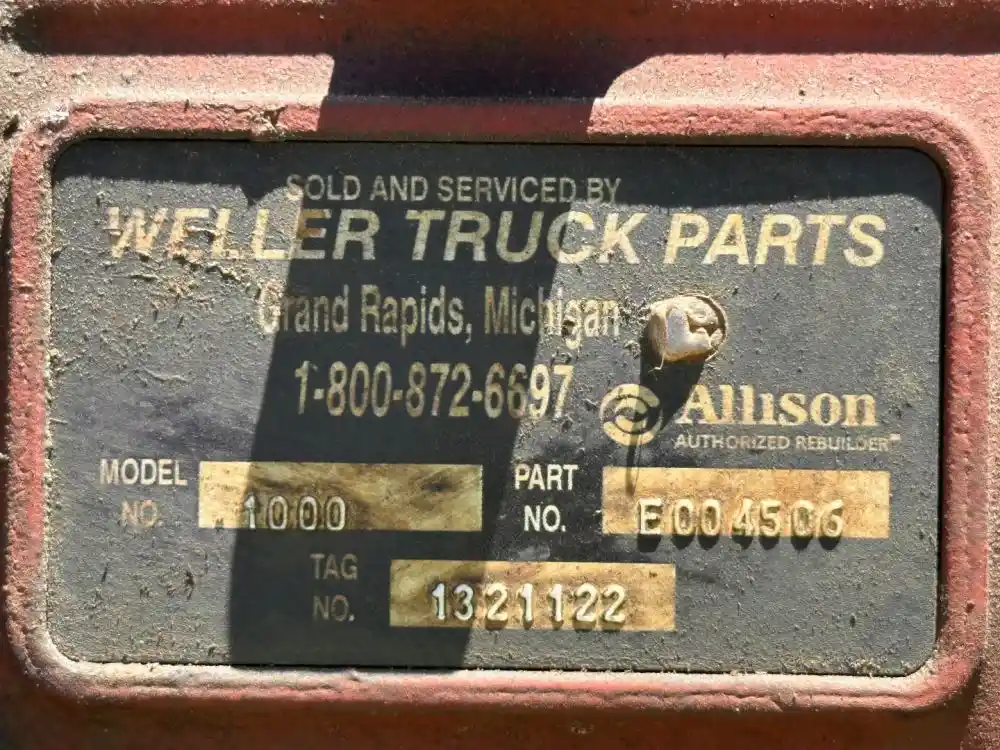 SOLD AND SERVICED BY
WELLER TRUCK PARTS
Grand Rapids, Michigan
1-800-872-6697
Allison
AUTHORIZED REBUILDER™
MODEL NO. 1000
PART NO. E004506
TAG NO. 1321122